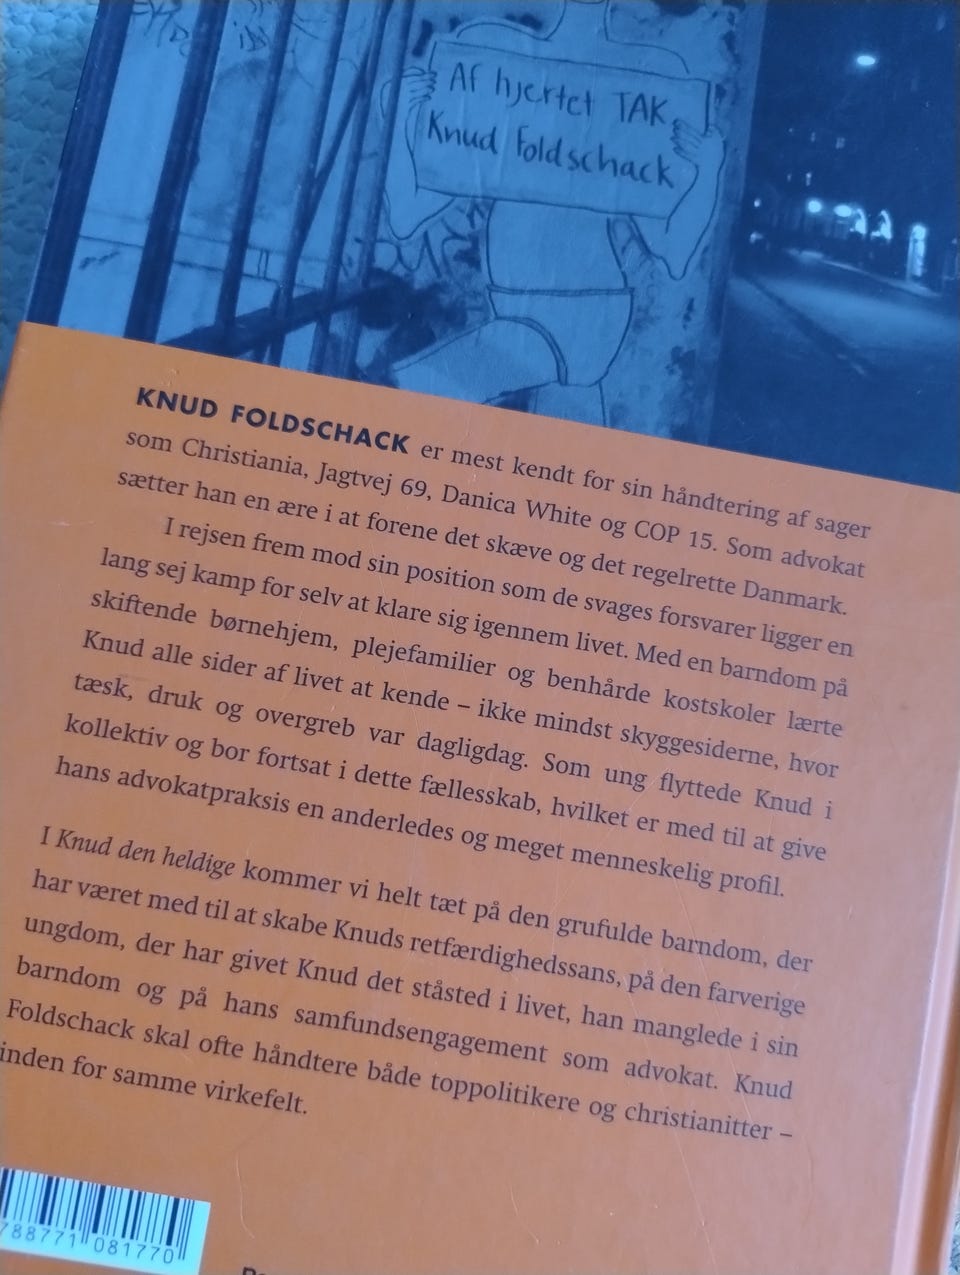 Af hjertet TAK
Knud Foldschack
KNUD FOLDSCHACK er mest kendt for sin håndtering af sager
som Christiania, Jagtvej 69, Danica White og COP 15. Som advokat
sætter han en ære i at forene det skæve og det regelrette Danmark.
I rejsen frem mod sin position som de svages forsvarer ligger en
lang sej kamp for selv at klare sig igennem livet. Med en barndom på
skiftende børnehjem, plejefamilier og benhårde kostskoler lærte
Knud alle sider af livet at kende – ikke mindst skyggesiderne, hvor
tæsk, druk og overgreb var dagligdag. Som ung flyttede Knud i
kollektiv og bor fortsat i dette fællesskab, hvilket er med til at give
hans advokatpraksis en anderledes og meget menneskelig profil.
I Knud den heldige kommer vi helt tæt på den grufulde barndom, der
har været med til at skabe Knuds retfærdighedssans, på den farverige
ungdom, der har givet Knud det ståsted i livet, han manglede i sin
barndom og på hans samfundsengagement som advokat. Knud
Foldschack skal ofte håndtere både toppolitikere og christianitter –
inden for samme virkefelt.
788771 081770